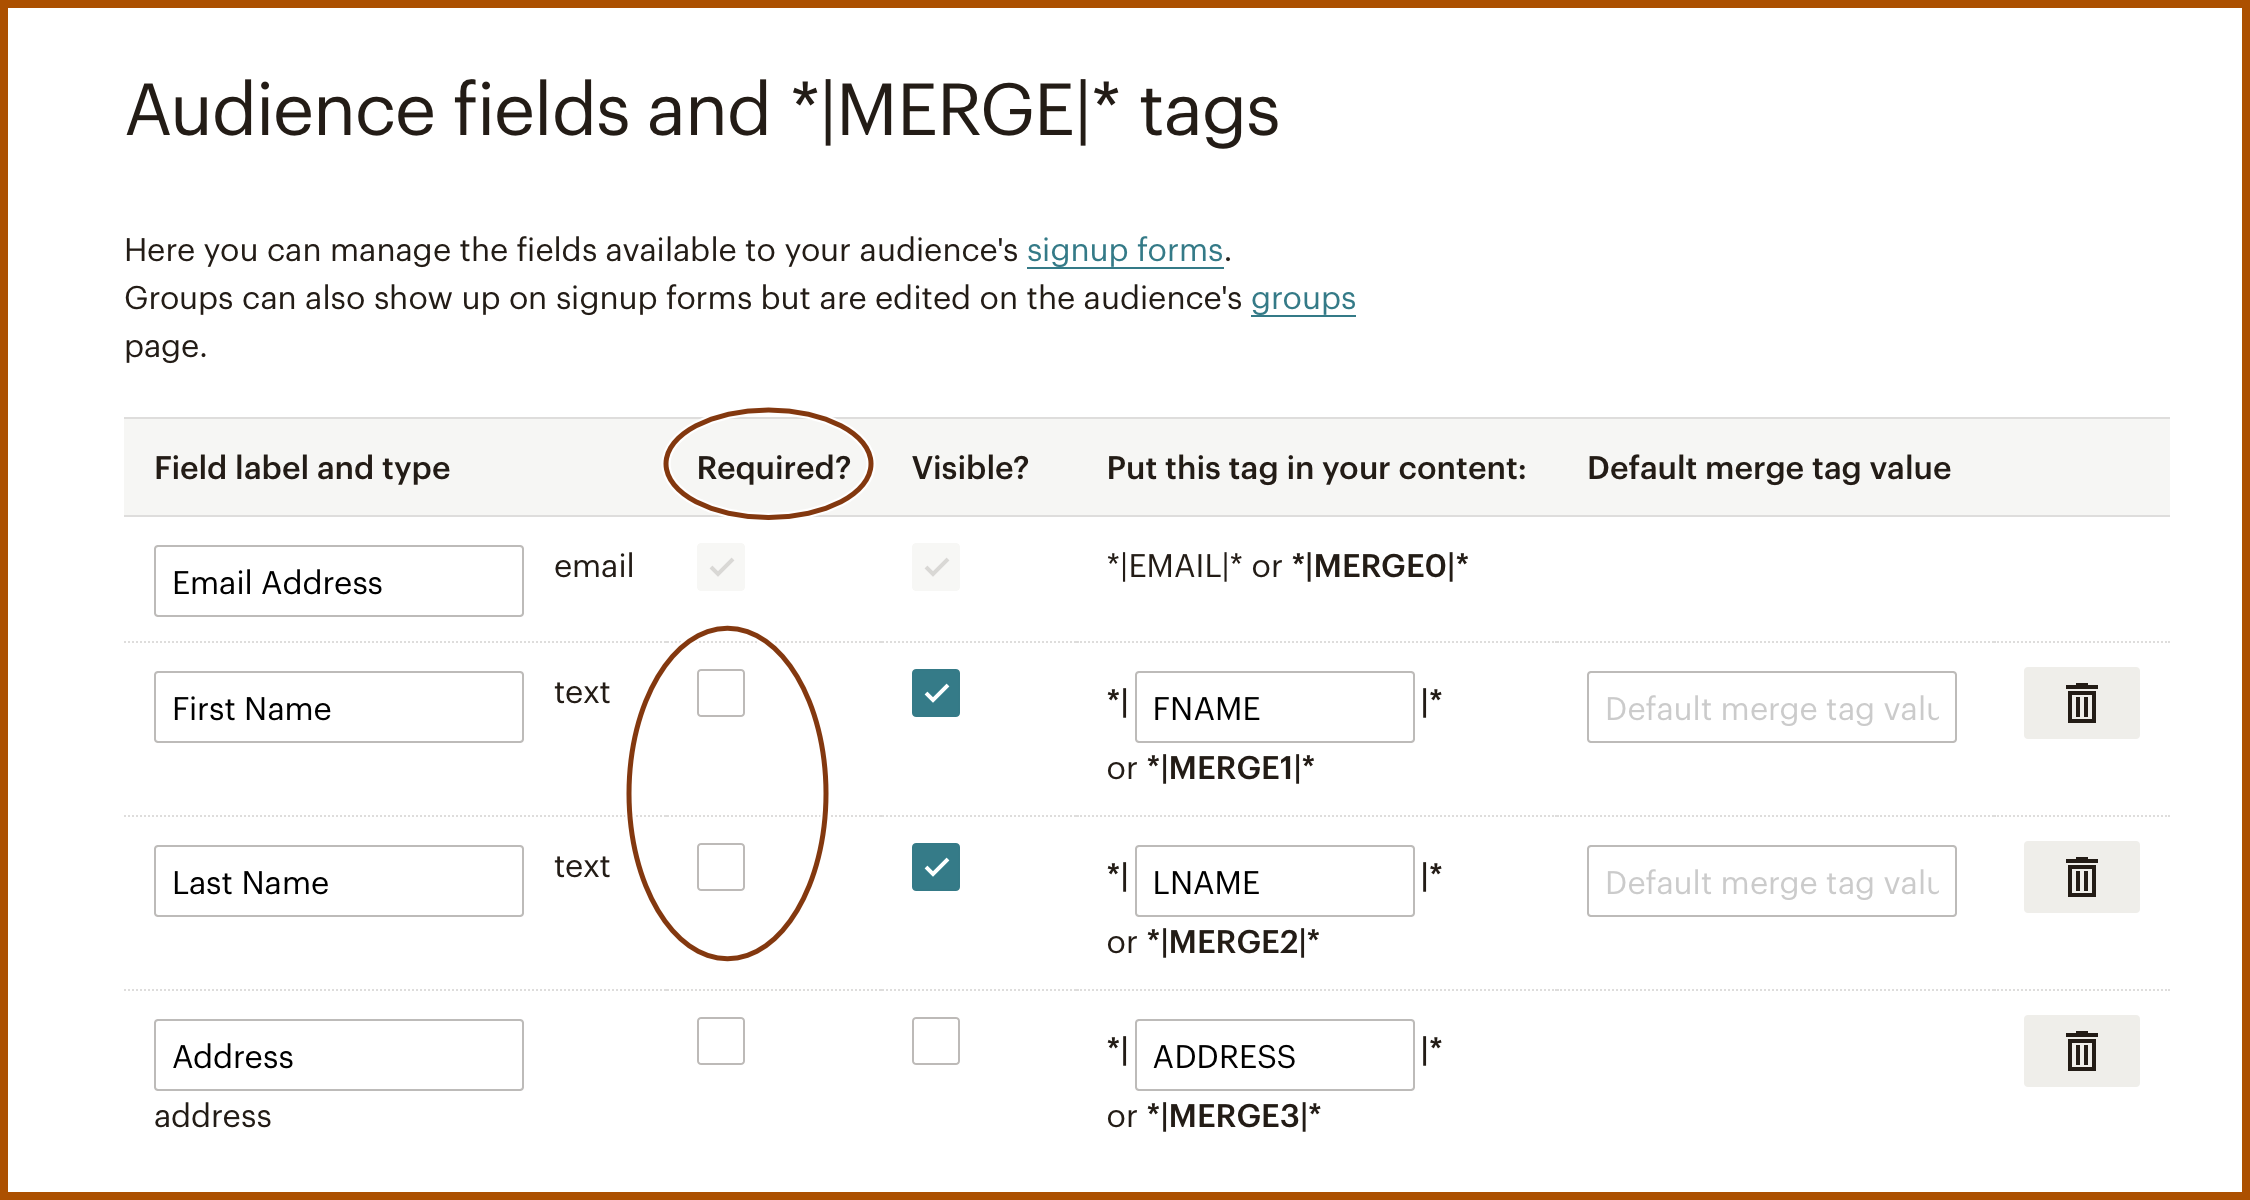 Audience fields and *|MERGE|* tags
Here you can manage the fields available to your audience's signup forms.
Groups can also show up on signup forms but are edited on the audience's groups
page.
Field label and type Required? Visible? Put this tag in your content: Default merge tag value
Email Address email *|EMAIL|* or *|MERGE0|*
First Name text *| FNAME |* Default merge tag valu
or *|MERGE1|*
Last Name text *| LNAME |* Default merge tag valu
or *|MERGE2|*
Address *| ADDRESS |*
address or *|MERGE3|*